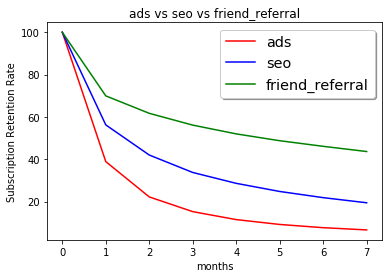 ads vs seo vs friend_referral
ads
seo
friend_referral
Subscription Retention Rate
100
80
60
40
20
0 1 2 3 4 5 6 7
months